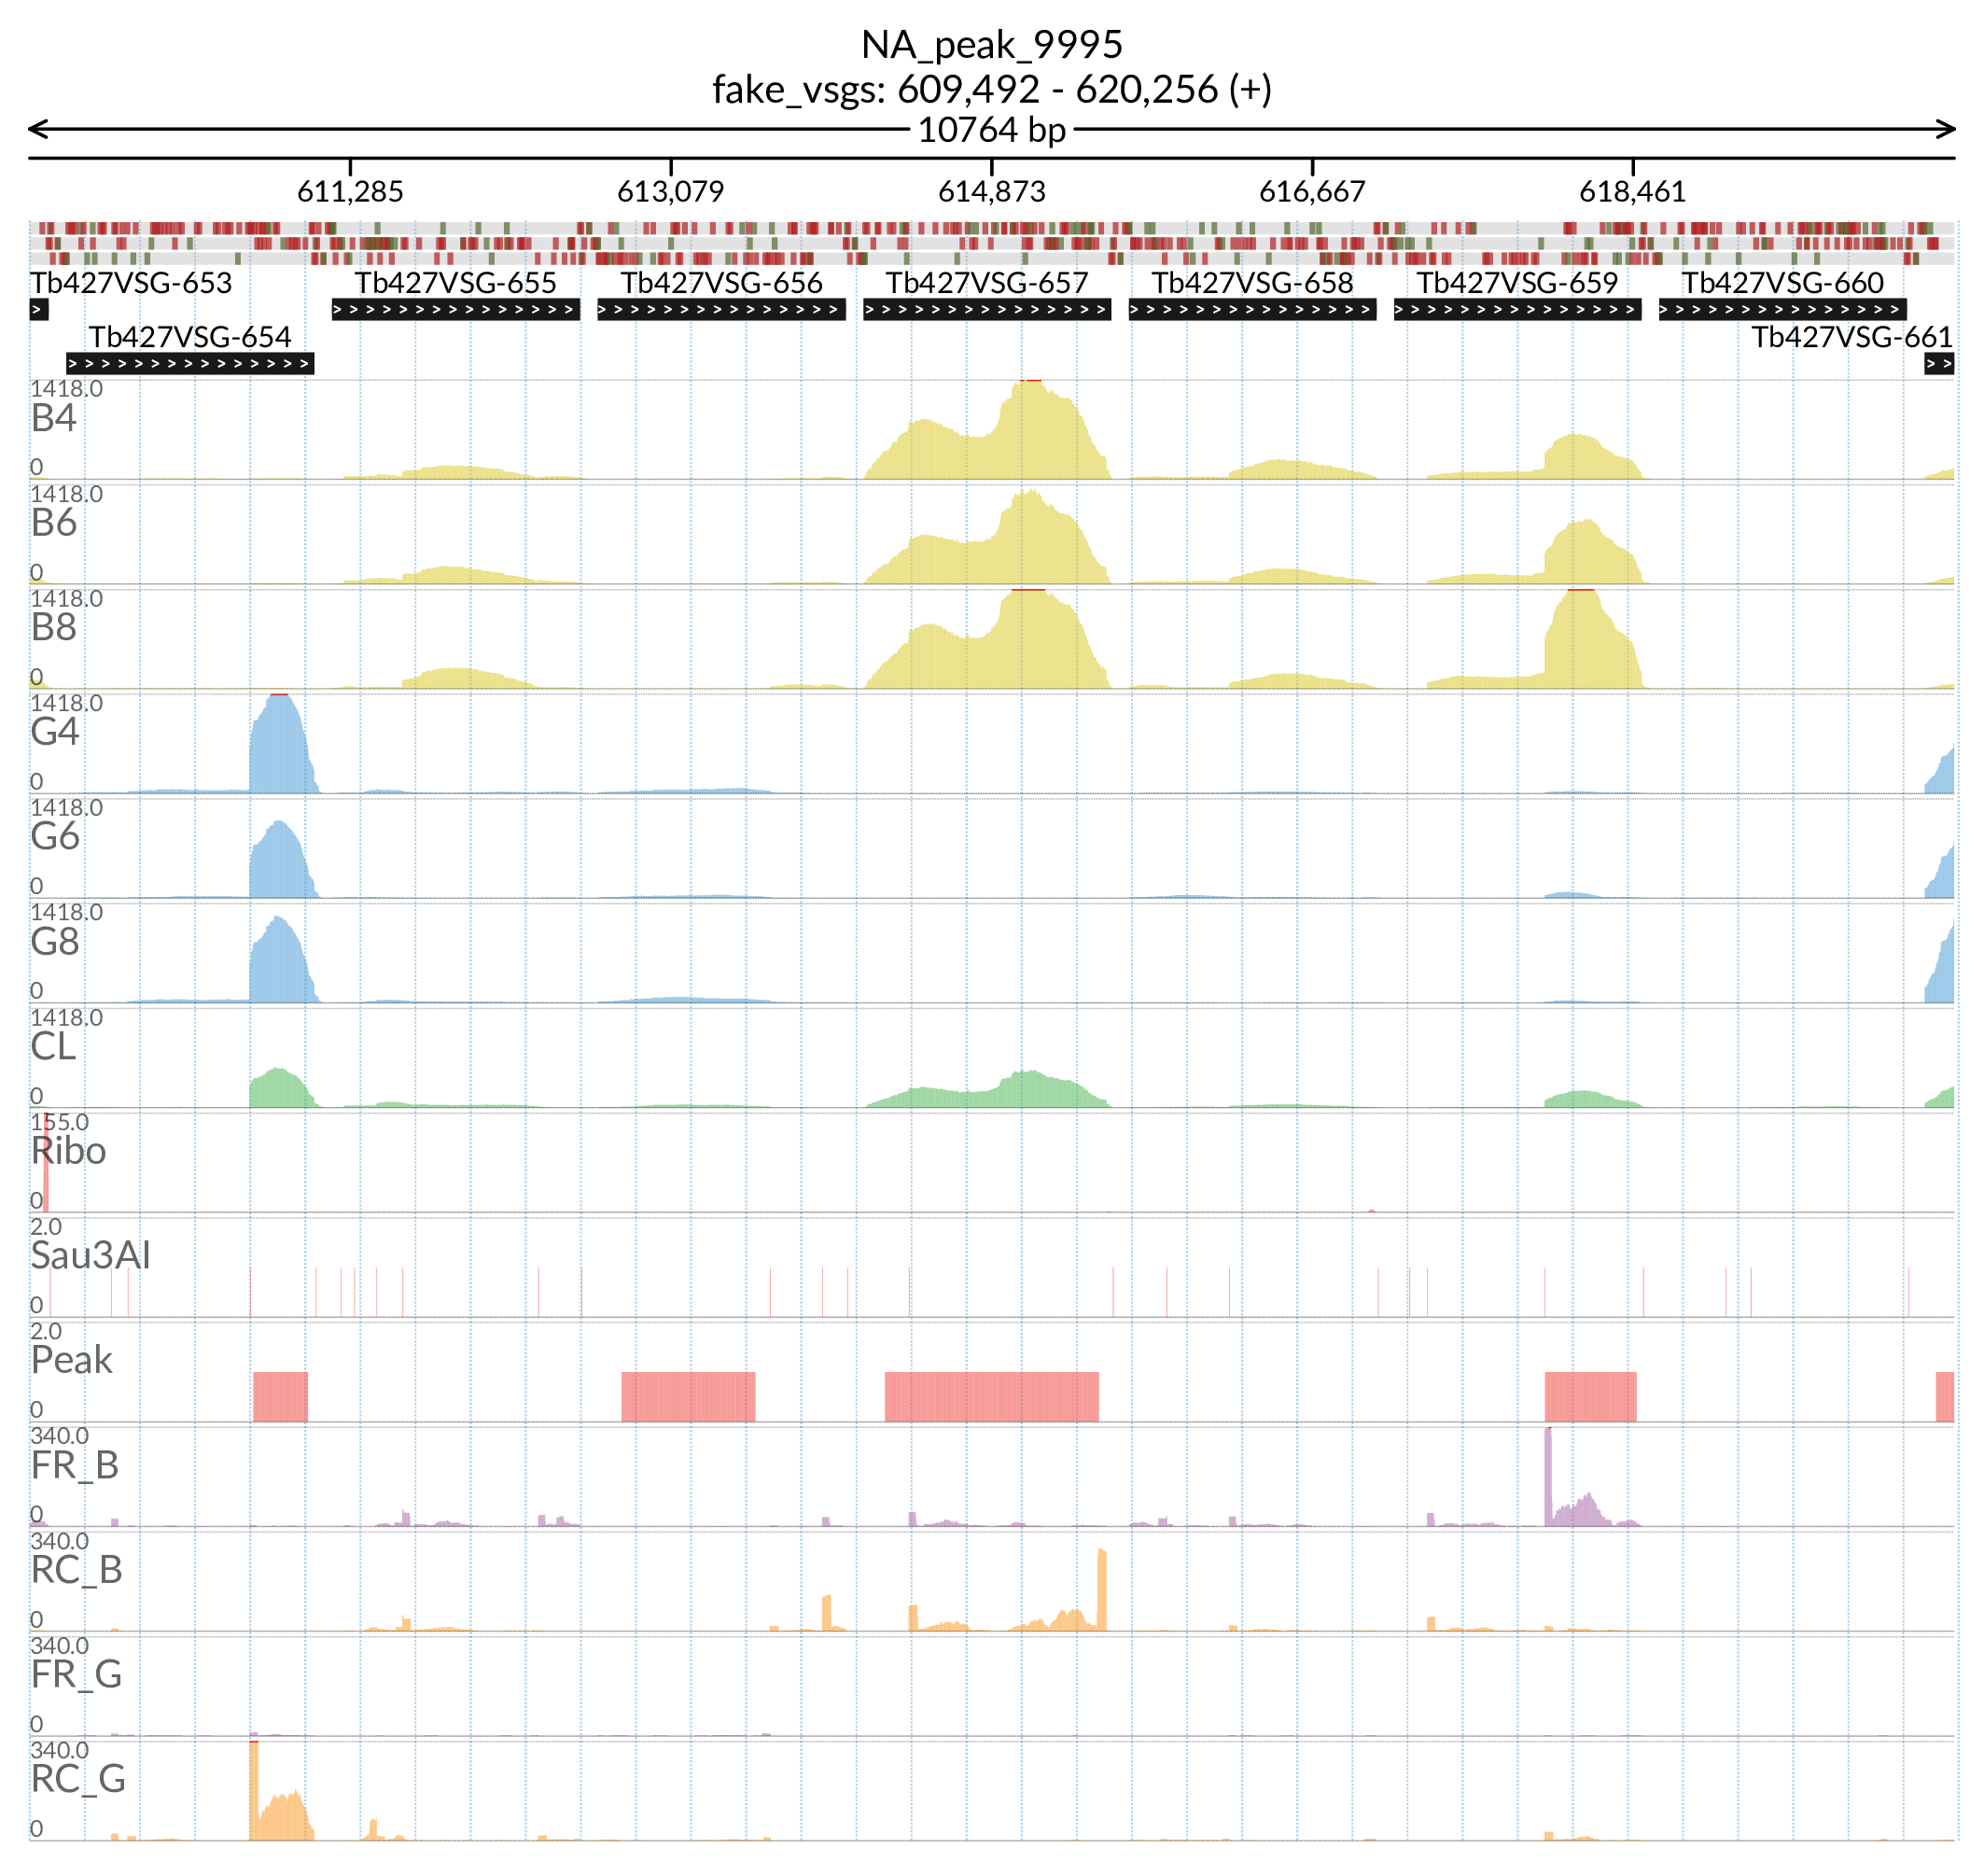 NA_peak_9995
fake_vsgs: 609,492 - 620,256 (+)
10764 bp
611,285 613,079 614,873 616,667 618,461
Tb427VSG-653 Tb427VSG-655 Tb427VSG-656 Tb427VSG-657 Tb427VSG-658 Tb427VSG-659 Tb427VSG-660
Tb427VSG-654 Tb427VSG-661
1418.0
B4
0
1418.0
B6
0
1418.0
B8
0
1418.0
G4
0
1418.0
G6
0
1418.0
G8
0
1418.0
CL
0
155.0
Ribo
0
2.0
Sau3AI
0
2.0
Peak
0
340.0
FR_B
0
340.0
RC_B
0
340.0
FR_G
0
340.0
RC_G
0